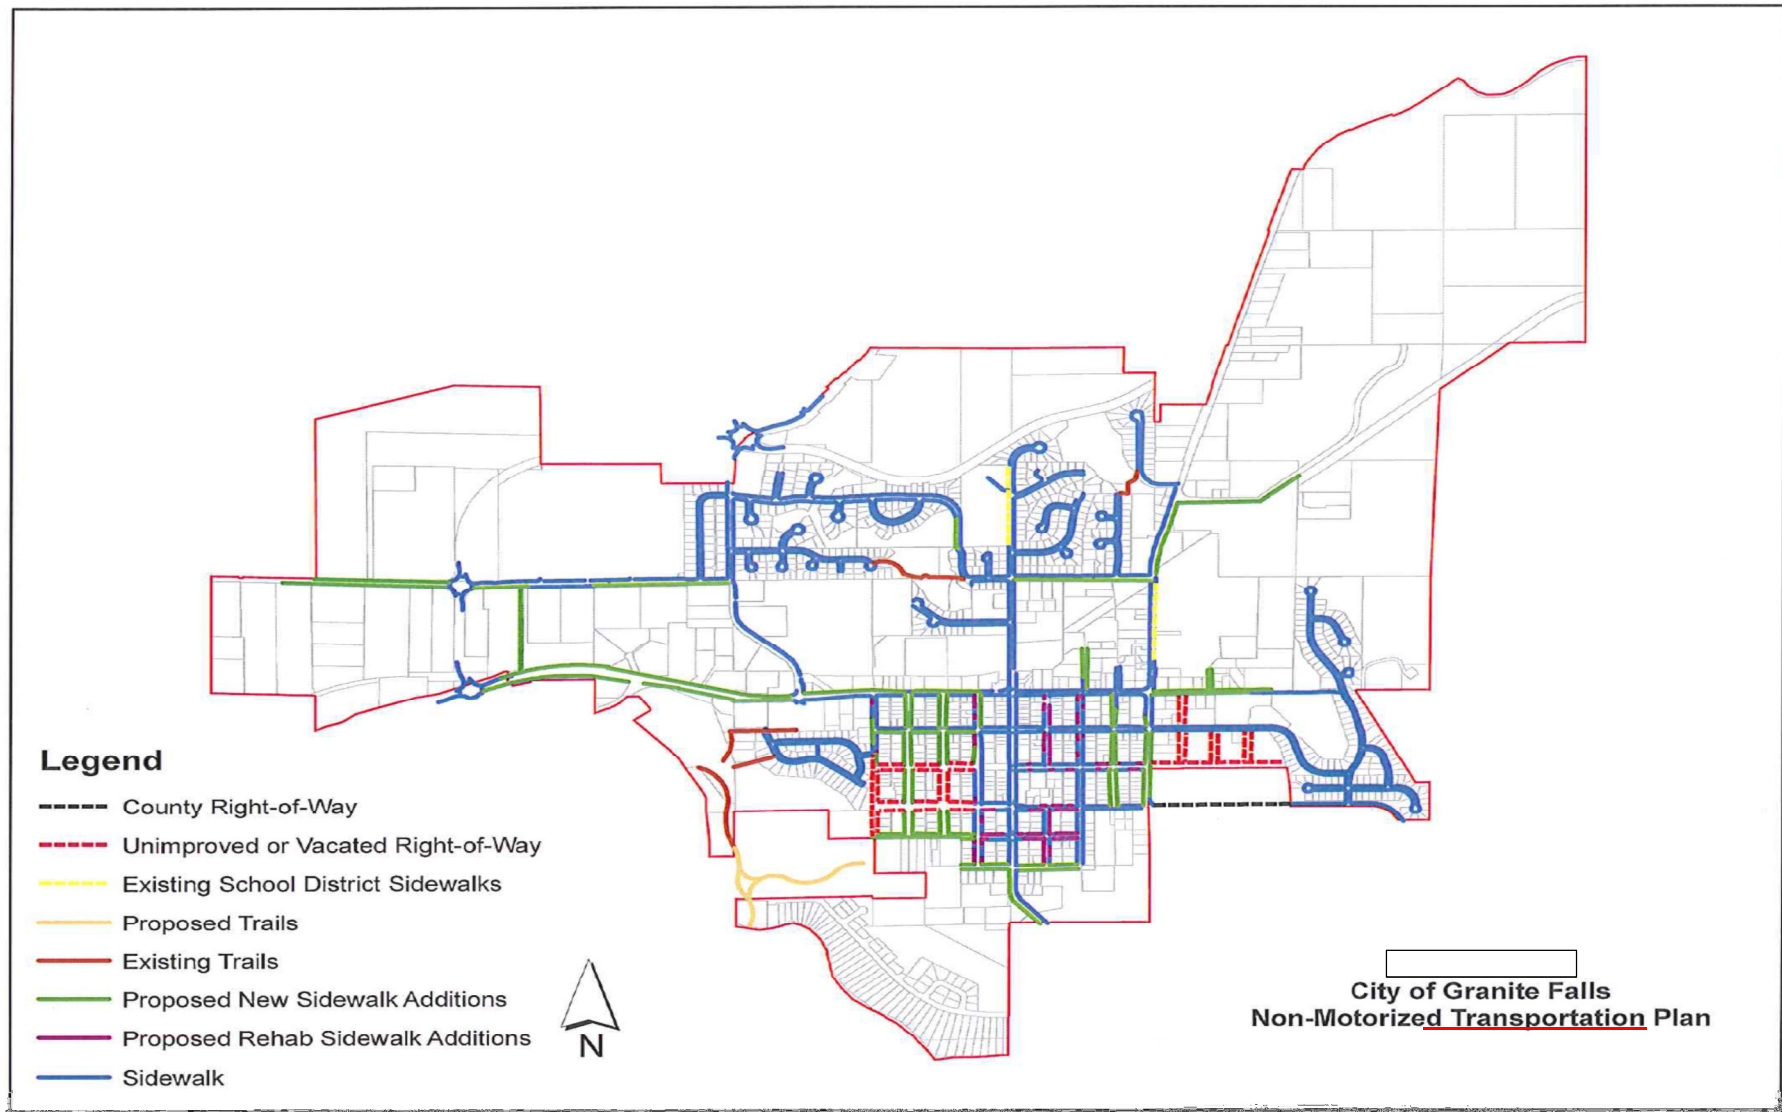 Legend
County Right-of-Way
Unimproved or Vacated Right-of-Way
Existing School District Sidewalks
Proposed Trails
Existing Trails
Proposed New Sidewalk Additions
Proposed Rehab Sidewalk Additions
Sidewalk
N
City of Granite Falls
Non-Motorized Transportation Plan